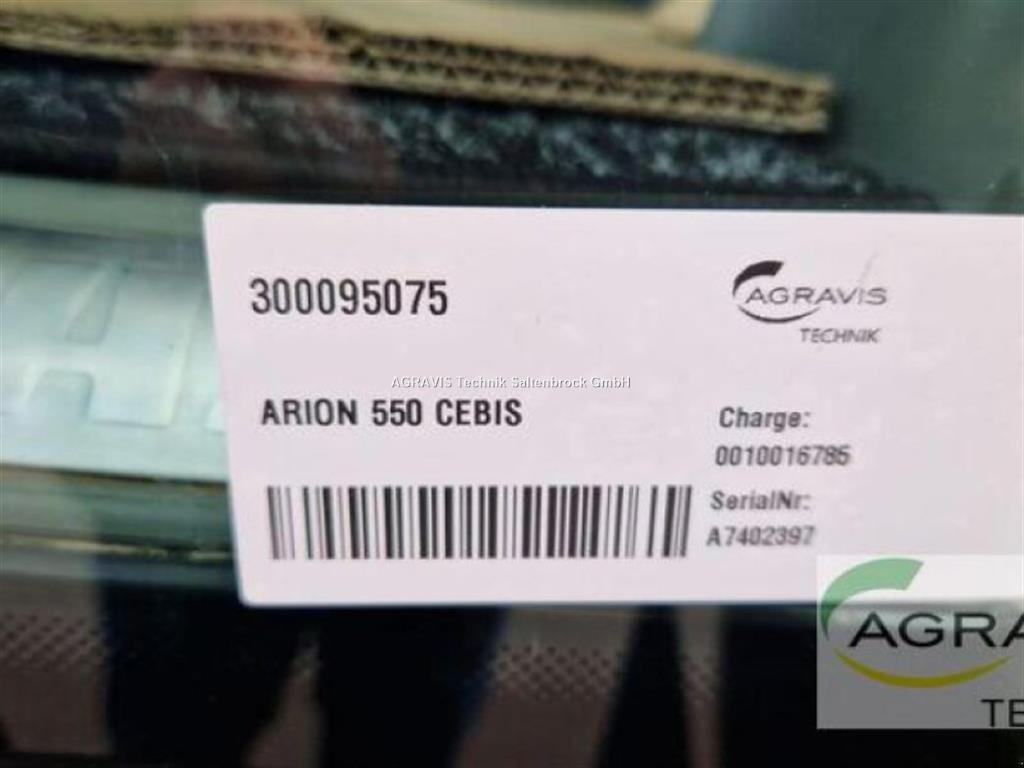 300095075
AGRAVIS
TECHNIK
AGRAVIS Technik Saltenbrock GmbH
ARION 550 CEBIS
Charge:
0010016785
SerialNr:
A7402397
AGRA
TE